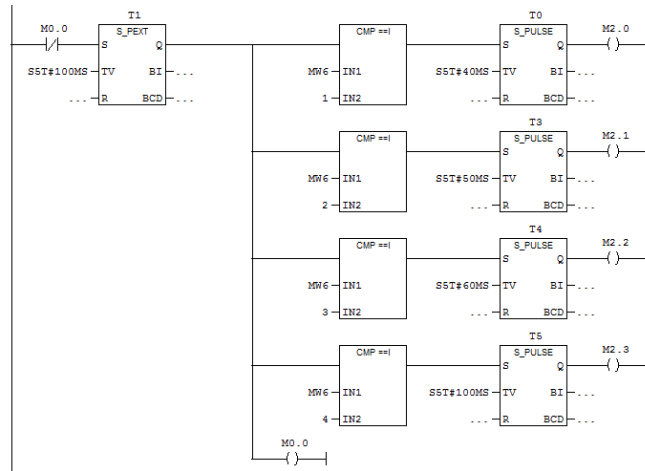 T1 T0
M0.0 S_PEXT CMP ==I S_PULSE M2.0
S Q S Q
S5T#100MS TV BI ... MW6 IN1 S5T#40MS TV BI ...
... R BCD ... 1 IN2 ... R BCD ...
T3
CMP ==I S_PULSE M2.1
S Q
MW6 IN1 S5T#50MS TV BI ...
2 IN2 ... R BCD ...
T4
CMP ==I S_PULSE M2.2
S Q
MW6 IN1 S5T#60MS TV BI ...
3 IN2 ... R BCD ...
T5
CMP ==I S_PULSE M2.3
S Q
MW6 IN1 S5T#100MS TV BI ...
4 IN2 ... R BCD ...
M0.0